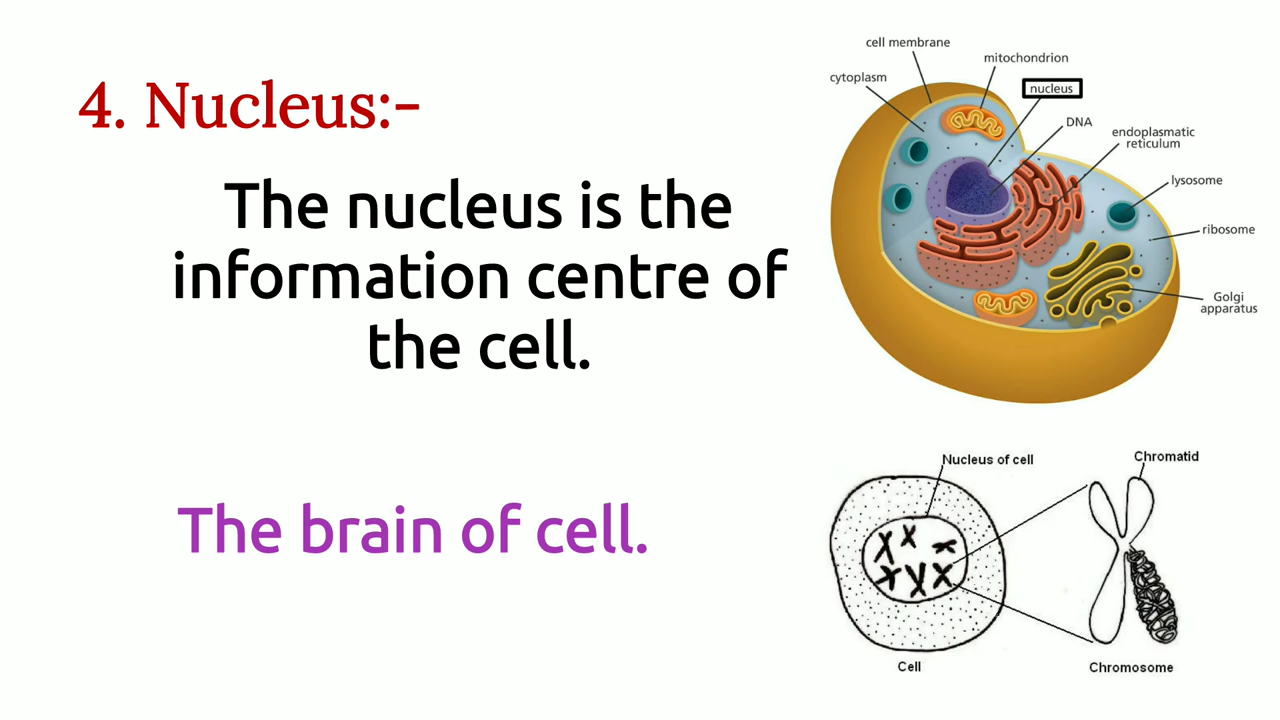 4. Nucleus:-
The nucleus is the
information centre of
the cell.
The brain of cell.
cell membrane
mitochondrion
cytoplasm
nucleus
DNA
endoplasmatic
reticulum
lysosome
ribosome
Golgi
apparatus
Nucleus of cell
Chromatid
Cell
Chromosome